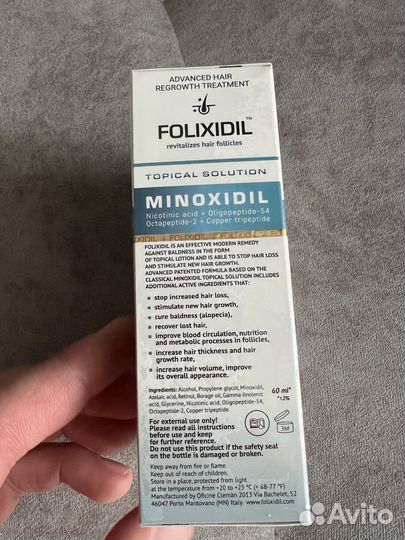 ADVANCED HAIR
REGROWTH TREATMENT
FOLIXIDIL™
revitalizes hair follicles
TOPICAL SOLUTION
MINOXIDIL
Nicotinic acid + Oligopeptide-54
Octapeptide-2 + Copper tripeptide
IXIDIL + FOLIXIDIL +
FOLIXIDIL IS AN EFFECTIVE MODERN REMEDY
AGAINST BALDNESS IN THE FORM
OF TOPICAL LOTION AND IS ABLE TO STOP HAIR LOSS
AND STIMULATE NEW HAIR GROWTH.
ADVANCED PATENTED FORMULA BASED ON THE
CLASSICAL MINOXIDIL TOPICAL SOLUTION INCLUDES
ADDITIONAL ACTIVE INGREDIENTS THAT:
• stop increased hair loss,
• stimulate new hair growth,
• cure baldness (alopecia),
• recover lost hair,
• improve blood circulation, nutrition
and metabolic processes in follicles,
• increase hair thickness and hair
growth rate,
• increase hair volume, improve
its overall appearance.
Ingredients: Alcohol, Propylene glycol, Minoxidil,
Azelaic acid, Retinol, Borage oil, Gamma-linolenic
acid, Glycerine, Nicotinic acid, Oligopeptide-54,
Octapeptide-2, Copper tripeptide.
60 ml*
*±2%
For external use only!
Please read all instructions
before use and keep
for further reference.
Do not use this product if the safety seal
on the bottle is damaged or broken.
3M
Keep away from fire or flame.
Keep out of reach of children.
Store in a place, protected from light
at the temperature from +20 to +25 °C (+ 68-77 °F)
Manufactured by Oficine Clemàn 2013 Via Bachelet, 52
46047 Porto Mantovano (MN) Italy www.folixidil.com
Avito